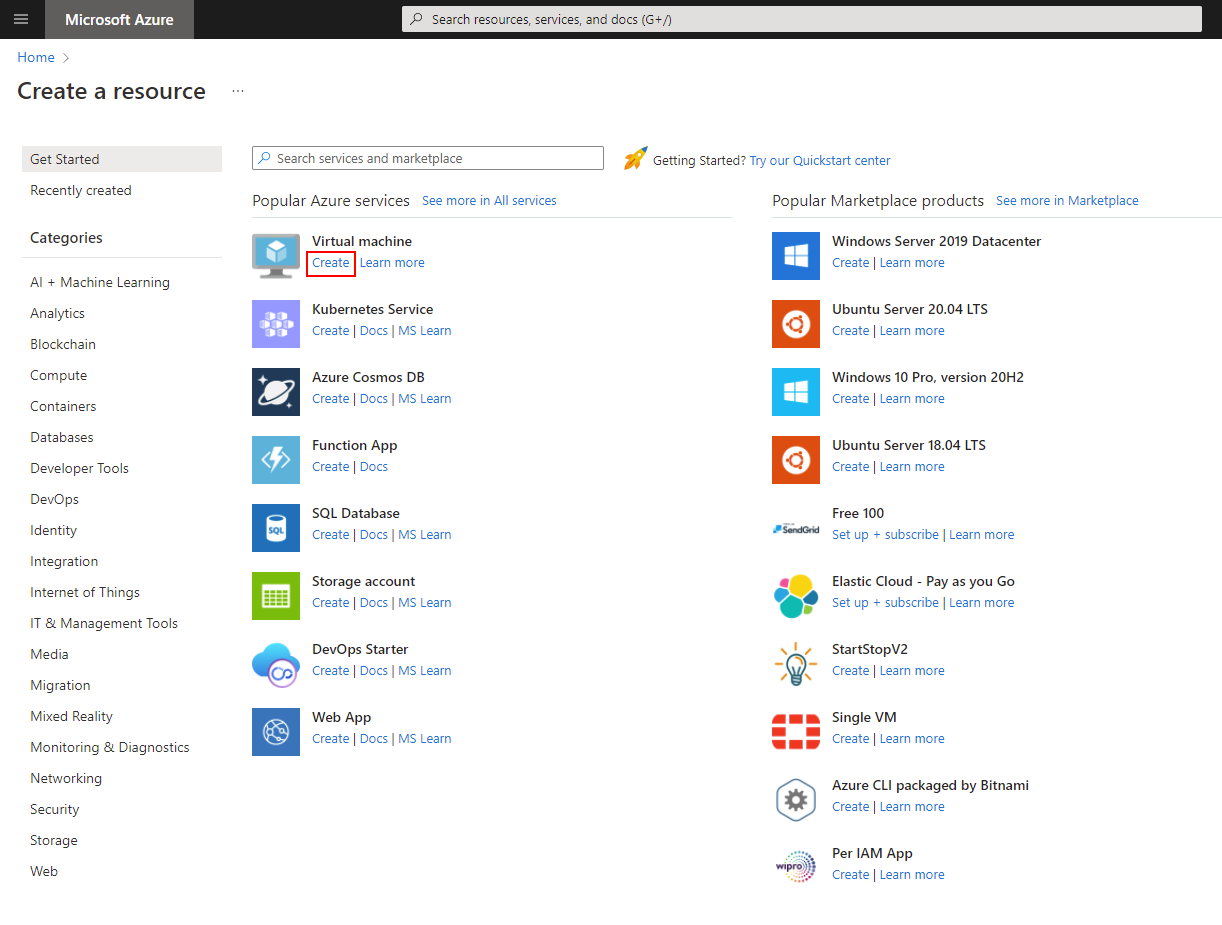 Microsoft Azure
Search resources, services, and docs (G+/)
Home
Create a resource
...
Get Started
Recently created
Categories
AI + Machine Learning
Analytics
Blockchain
Compute
Containers
Databases
Developer Tools
DevOps
Identity
Integration
Internet of Things
IT & Management Tools
Media
Migration
Mixed Reality
Monitoring & Diagnostics
Networking
Security
Storage
Web
Search services and marketplace
Getting Started? Try our Quickstart center
Popular Azure services See more in All services
Virtual machine
Create Learn more
Kubernetes Service
Create | Docs | MS Learn
Azure Cosmos DB
Create | Docs | MS Learn
Function App
Create | Docs
SQL
SQL Database
Create | Docs | MS Learn
Storage account
Create | Docs | MS Learn
DevOps Starter
Create | Docs | MS Learn
Web App
Create | Docs | MS Learn
Popular Marketplace products See more in Marketplace
Windows Server 2019 Datacenter
Create | Learn more
Ubuntu Server 20.04 LTS
Create | Learn more
Windows 10 Pro, version 20H2
Create | Learn more
Ubuntu Server 18.04 LTS
Create | Learn more
SendGrid
Free 100
Set up + subscribe | Learn more
Elastic Cloud - Pay as you Go
Set up + subscribe | Learn more
StartStopV2
Create | Learn more
Single VM
Create | Learn more
Azure CLI packaged by Bitnami
Create | Learn more
wipro
Per IAM App
Create | Learn more